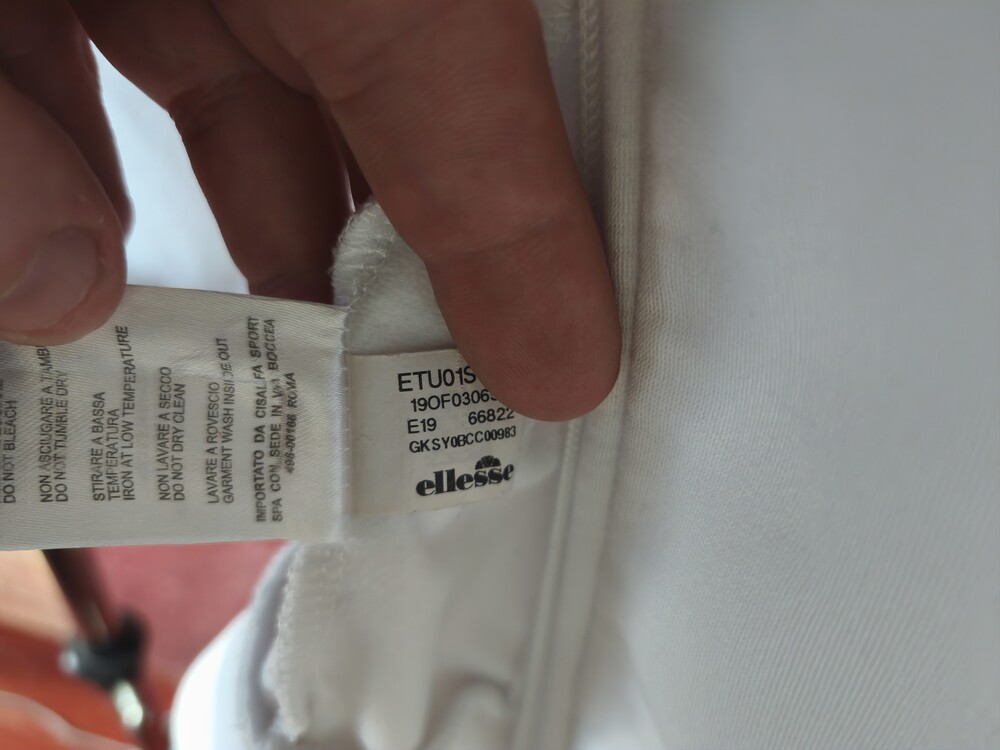 DO NOT BLEACH
NON ASCIUGARE A TAMB
DO NOT TUMBLE DRY
STIRARE A BASSA
TEMPERATURA
IRON AT LOW TEMPERATURE
NON LAVARE A SECCO
DO NOT DRY CLEAN
LAVARE A ROVESCIO
GARMENT WASH INSIDE OUT
IMPORTATO DA CISALFA SPORT
SPA CON SEDE IN VIA BOCCEA
496-00166 ROMA
ETU01S
19OF0306
E19 66822
GKSY0BCC00983
ellesse